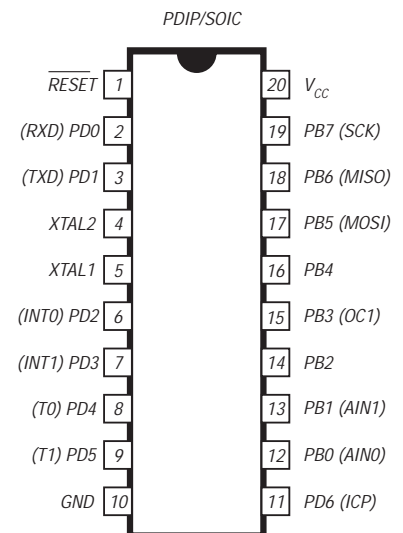 PDIP/SOIC
RESET 1 20 VCC
(RXD) PD0 2 19 PB7 (SCK)
(TXD) PD1 3 18 PB6 (MISO)
XTAL2 4 17 PB5 (MOSI)
XTAL1 5 16 PB4
(INT0) PD2 6 15 PB3 (OC1)
(INT1) PD3 7 14 PB2
(T0) PD4 8 13 PB1 (AIN1)
(T1) PD5 9 12 PB0 (AIN0)
GND 10 11 PD6 (ICP)